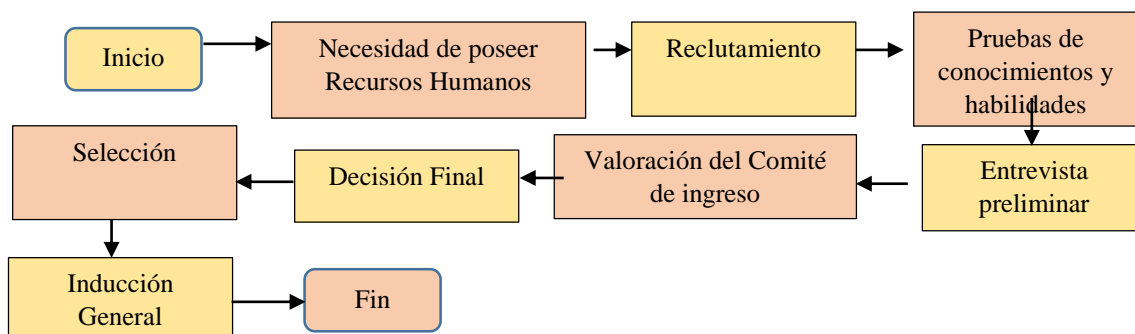 Inicio
Necesidad de poseer
Recursos Humanos
Reclutamiento
Pruebas de
conocimientos y
habilidades
Entrevista
preliminar
Valoración del Comité
de ingreso
Decisión Final
Selección
Inducción
General
Fin